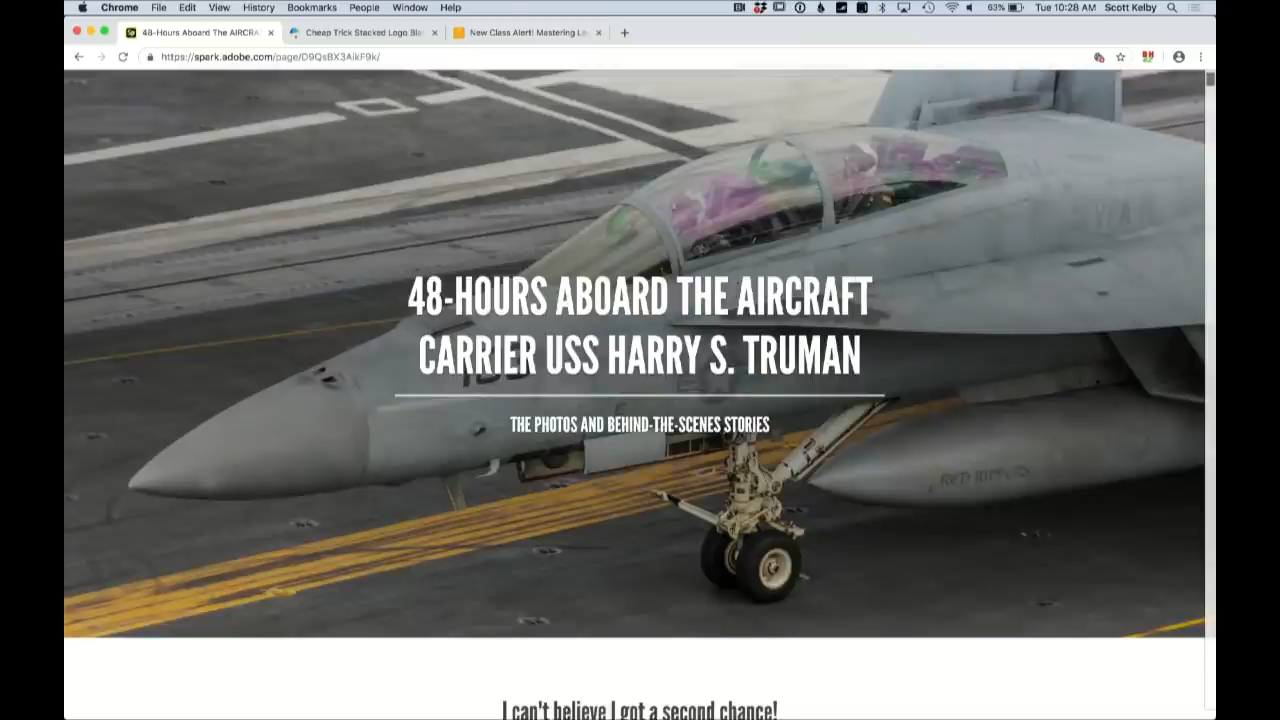 Chrome File Edit View History Bookmarks People Window Help 63% Tue 10:28 AM Scott Kelby
48-Hours Aboard The AIRCRA Cheap Trick Stacked Logo Bla New Class Alert! Mastering Le
https://spark.adobe.com/page/D9QsBX3AikF9k/
48-HOURS ABOARD THE AIRCRAFT
CARRIER USS HARRY S. TRUMAN
THE PHOTOS AND BEHIND-THE-SCENES STORIES
RED RIPPERS
I can't believe I got a second chance!